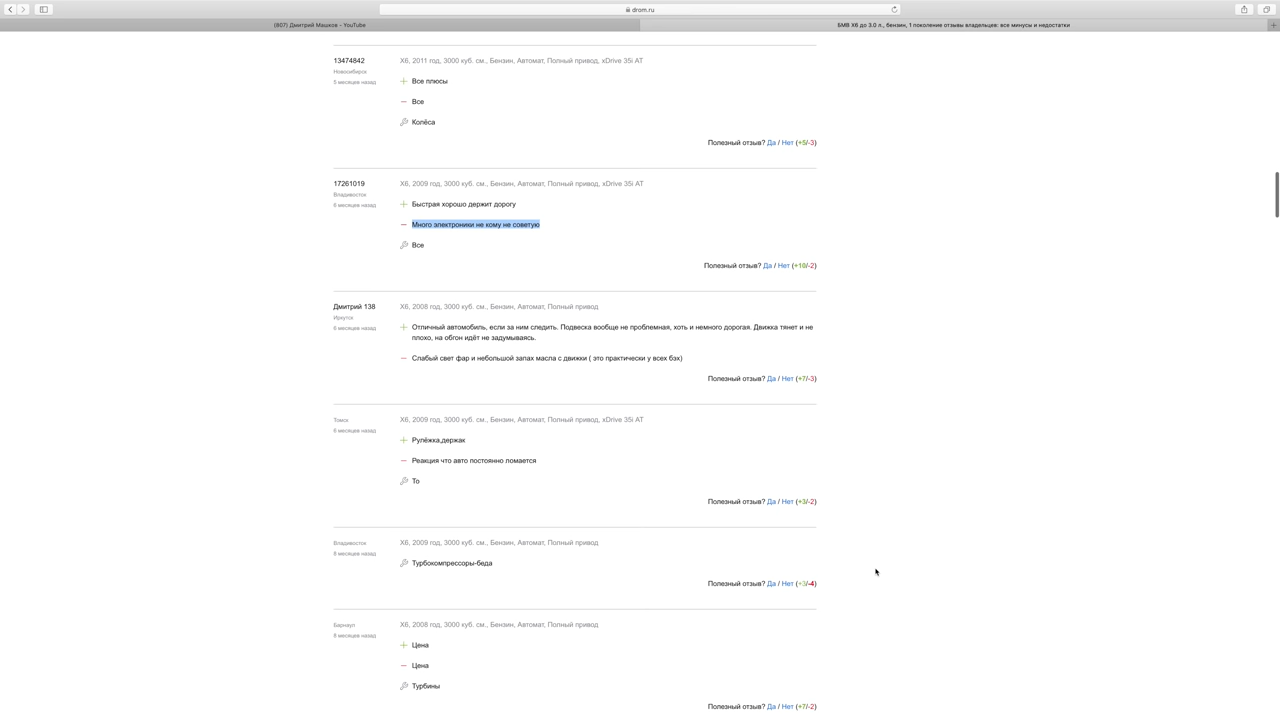 drom.ru
(807) Дмитрий Машков - YouTube
БМВ Х6 до 3.0 л., бензин, 1 поколение отзывы владельцев: все минусы и недостатки
13474842
Новосибирск
5 месяцев назад
X6, 2011 год, 3000 куб. см., Бензин, Автомат, Полный привод, xDrive 35i AT
Все плюсы
Все
Колёса
Полезный отзыв? Да / Нет (+5/-3)
17261019
Владивосток
6 месяцев назад
X6, 2009 год, 3000 куб. см., Бензин, Автомат, Полный привод, xDrive 35i AT
Быстрая хорошо держит дорогу
Много электроники не кому не советую
Все
Полезный отзыв? Да / Нет (+10/-2)
Дмитрий 138
Иркутск
6 месяцев назад
X6, 2008 год, 3000 куб. см., Бензин, Автомат, Полный привод
Отличный автомобиль, если за ним следить. Подвеска вообще не проблемная, хоть и немного дорогая. Движка тянет и не
плохо, на обгон идёт не задумываясь.
Слабый свет фар и небольшой запах масла с движки ( это практически у всех бэх)
Полезный отзыв? Да / Нет (+7/-3)
Томск
6 месяцев назад
X6, 2009 год, 3000 куб. см., Бензин, Автомат, Полный привод, xDrive 35i AT
Рулёжка,держак
Реакция что авто постоянно ломается
То
Полезный отзыв? Да / Нет (+3/-2)
Владивосток
8 месяцев назад
X6, 2009 год, 3000 куб. см., Бензин, Автомат, Полный привод
Турбокомпрессоры-беда
Полезный отзыв? Да / Нет (+3/-4)
Барнаул
8 месяцев назад
X6, 2008 год, 3000 куб. см., Бензин, Автомат, Полный привод
Цена
Цена
Турбины
Полезный отзыв? Да / Нет (+7/-2)